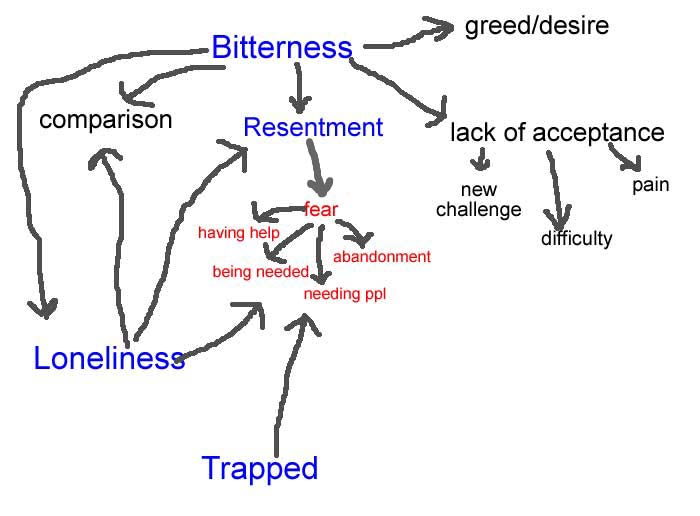 greed/desire
Bitterness
comparison
Resentment
lack of acceptance
new
challenge
pain
difficulty
fear
having help
being needed
abandonment
needing ppl
Loneliness
Trapped